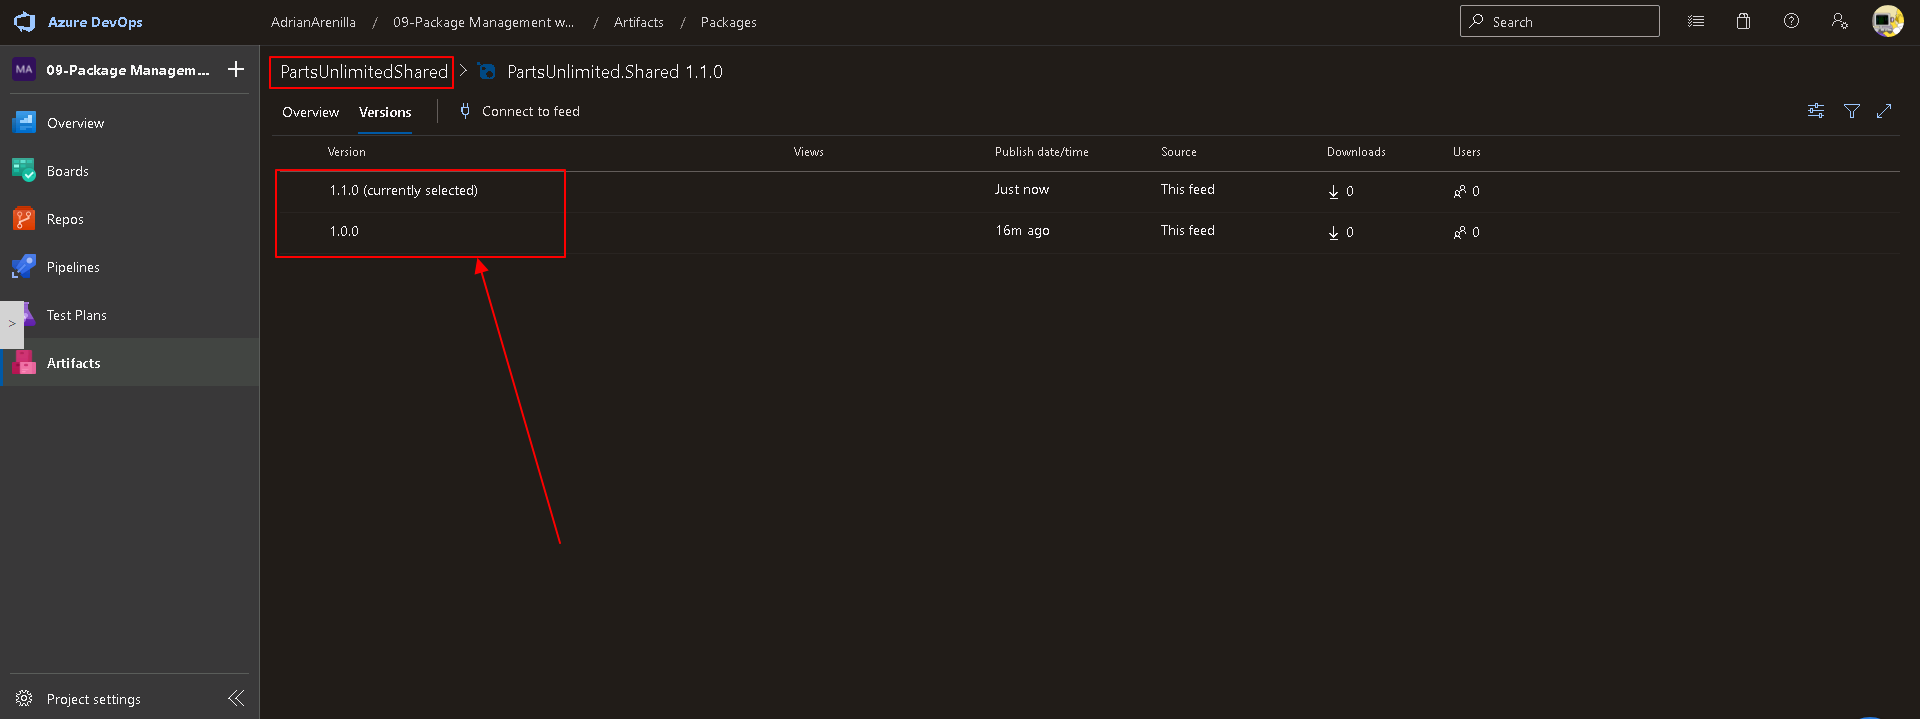 Azure DevOps
AdrianArenilla / 09-Package Management w... / Artifacts / Packages
Search
MA 09-Package Managem... +
Overview
Boards
Repos
Pipelines
Test Plans
>
Artifacts
Project settings
PartsUnlimitedShared > PartsUnlimited.Shared 1.1.0
Overview Versions Connect to feed
Version Views Publish date/time Source Downloads Users
1.1.0 (currently selected) Just now This feed 0 0
1.0.0 16m ago This feed 0 0